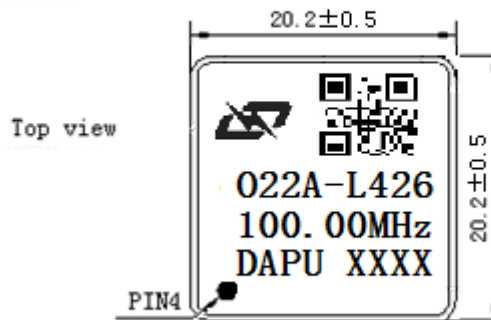 20.2±0.5
Top view
20.2±0.5
O22A-L426
100.00MHz
DAPU XXXX
PIN4